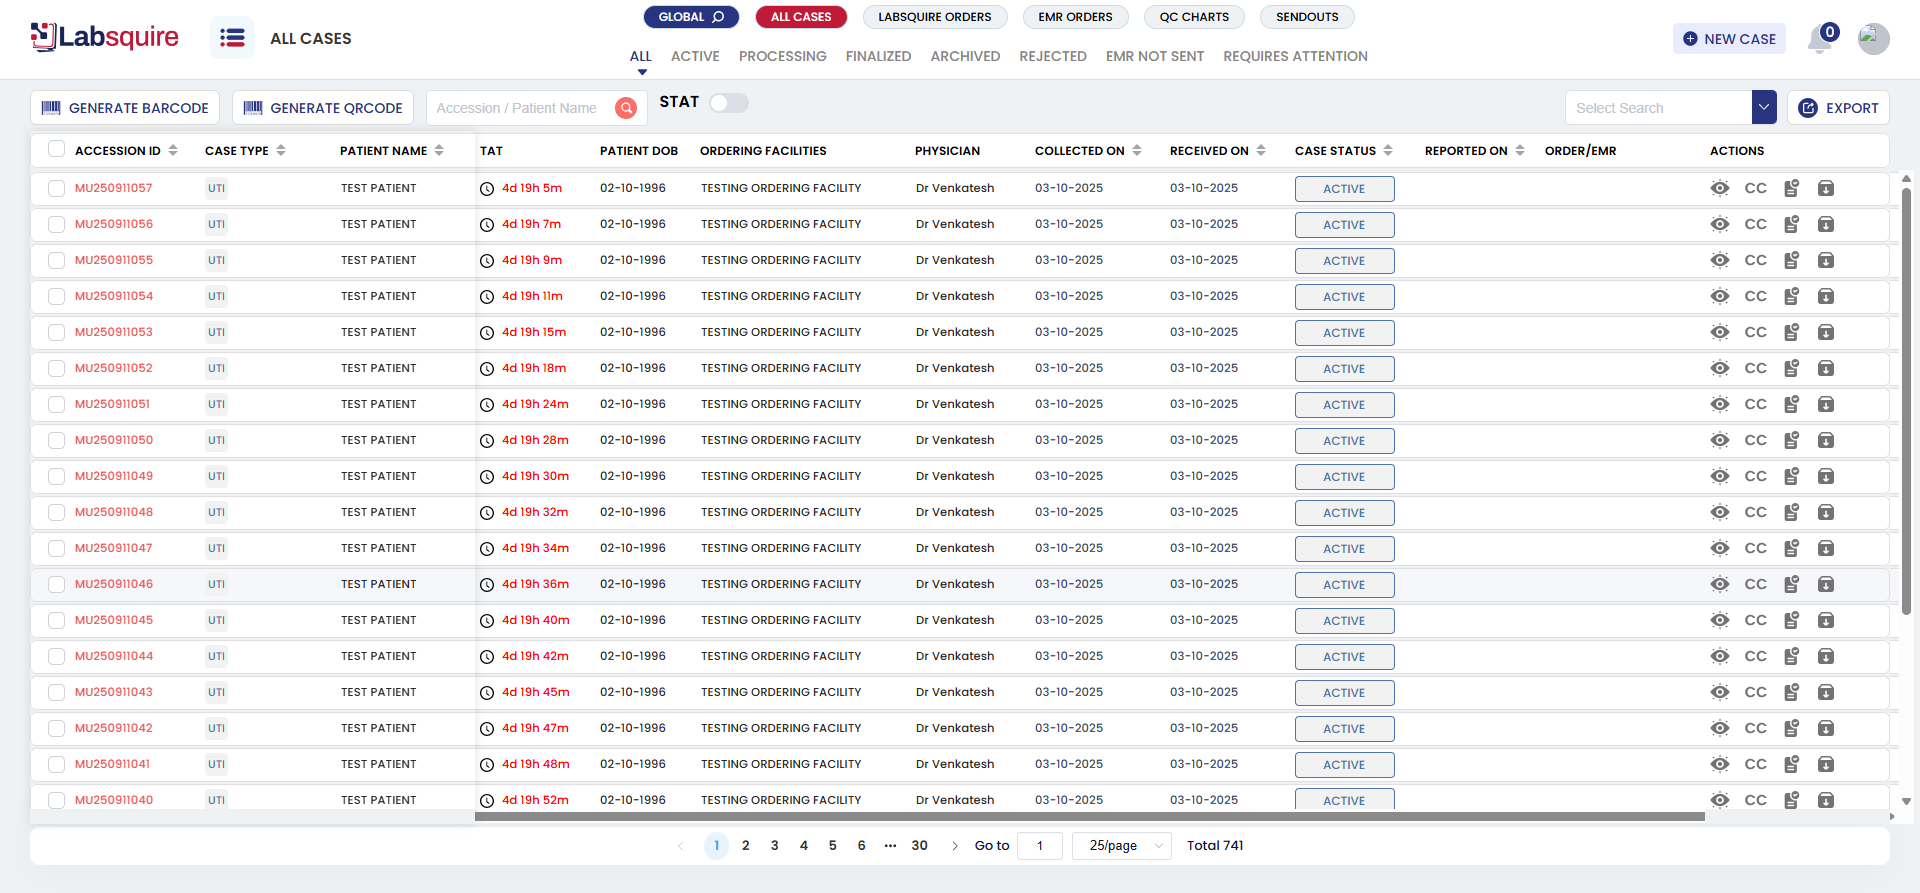 GLOBAL ALL CASES LABSQUIRE ORDERS EMR ORDERS QC CHARTS SENDOUTS
Labsquire ALL CASES NEW CASE 0
ALL ACTIVE PROCESSING FINALIZED ARCHIVED REJECTED EMR NOT SENT REQUIRES ATTENTION
GENERATE BARCODE GENERATE QRCODE Accession / Patient Name STAT Select Search EXPORT
ACCESSION ID CASE TYPE PATIENT NAME TAT PATIENT DOB ORDERING FACILITIES PHYSICIAN COLLECTED ON RECEIVED ON CASE STATUS REPORTED ON ORDER/EMR ACTIONS
MU250911057 UTI TEST PATIENT 4d 19h 5m 02-10-1996 TESTING ORDERING FACILITY Dr Venkatesh 03-10-2025 03-10-2025 ACTIVE CC
MU250911056 UTI TEST PATIENT 4d 19h 7m 02-10-1996 TESTING ORDERING FACILITY Dr Venkatesh 03-10-2025 03-10-2025 ACTIVE CC
MU250911055 UTI TEST PATIENT 4d 19h 9m 02-10-1996 TESTING ORDERING FACILITY Dr Venkatesh 03-10-2025 03-10-2025 ACTIVE CC
MU250911054 UTI TEST PATIENT 4d 19h 11m 02-10-1996 TESTING ORDERING FACILITY Dr Venkatesh 03-10-2025 03-10-2025 ACTIVE CC
MU250911053 UTI TEST PATIENT 4d 19h 15m 02-10-1996 TESTING ORDERING FACILITY Dr Venkatesh 03-10-2025 03-10-2025 ACTIVE CC
MU250911052 UTI TEST PATIENT 4d 19h 18m 02-10-1996 TESTING ORDERING FACILITY Dr Venkatesh 03-10-2025 03-10-2025 ACTIVE CC
MU250911051 UTI TEST PATIENT 4d 19h 24m 02-10-1996 TESTING ORDERING FACILITY Dr Venkatesh 03-10-2025 03-10-2025 ACTIVE CC
MU250911050 UTI TEST PATIENT 4d 19h 28m 02-10-1996 TESTING ORDERING FACILITY Dr Venkatesh 03-10-2025 03-10-2025 ACTIVE CC
MU250911049 UTI TEST PATIENT 4d 19h 30m 02-10-1996 TESTING ORDERING FACILITY Dr Venkatesh 03-10-2025 03-10-2025 ACTIVE CC
MU250911048 UTI TEST PATIENT 4d 19h 32m 02-10-1996 TESTING ORDERING FACILITY Dr Venkatesh 03-10-2025 03-10-2025 ACTIVE CC
MU250911047 UTI TEST PATIENT 4d 19h 34m 02-10-1996 TESTING ORDERING FACILITY Dr Venkatesh 03-10-2025 03-10-2025 ACTIVE CC
MU250911046 UTI TEST PATIENT 4d 19h 36m 02-10-1996 TESTING ORDERING FACILITY Dr Venkatesh 03-10-2025 03-10-2025 ACTIVE CC
MU250911045 UTI TEST PATIENT 4d 19h 40m 02-10-1996 TESTING ORDERING FACILITY Dr Venkatesh 03-10-2025 03-10-2025 ACTIVE CC
MU250911044 UTI TEST PATIENT 4d 19h 42m 02-10-1996 TESTING ORDERING FACILITY Dr Venkatesh 03-10-2025 03-10-2025 ACTIVE CC
MU250911043 UTI TEST PATIENT 4d 19h 45m 02-10-1996 TESTING ORDERING FACILITY Dr Venkatesh 03-10-2025 03-10-2025 ACTIVE CC
MU250911042 UTI TEST PATIENT 4d 19h 47m 02-10-1996 TESTING ORDERING FACILITY Dr Venkatesh 03-10-2025 03-10-2025 ACTIVE CC
MU250911041 UTI TEST PATIENT 4d 19h 48m 02-10-1996 TESTING ORDERING FACILITY Dr Venkatesh 03-10-2025 03-10-2025 ACTIVE CC
MU250911040 UTI TEST PATIENT 4d 19h 52m 02-10-1996 TESTING ORDERING FACILITY Dr Venkatesh 03-10-2025 03-10-2025 ACTIVE CC
1 2 3 4 5 6 ••• 30 Go to 1 25/page Total 741